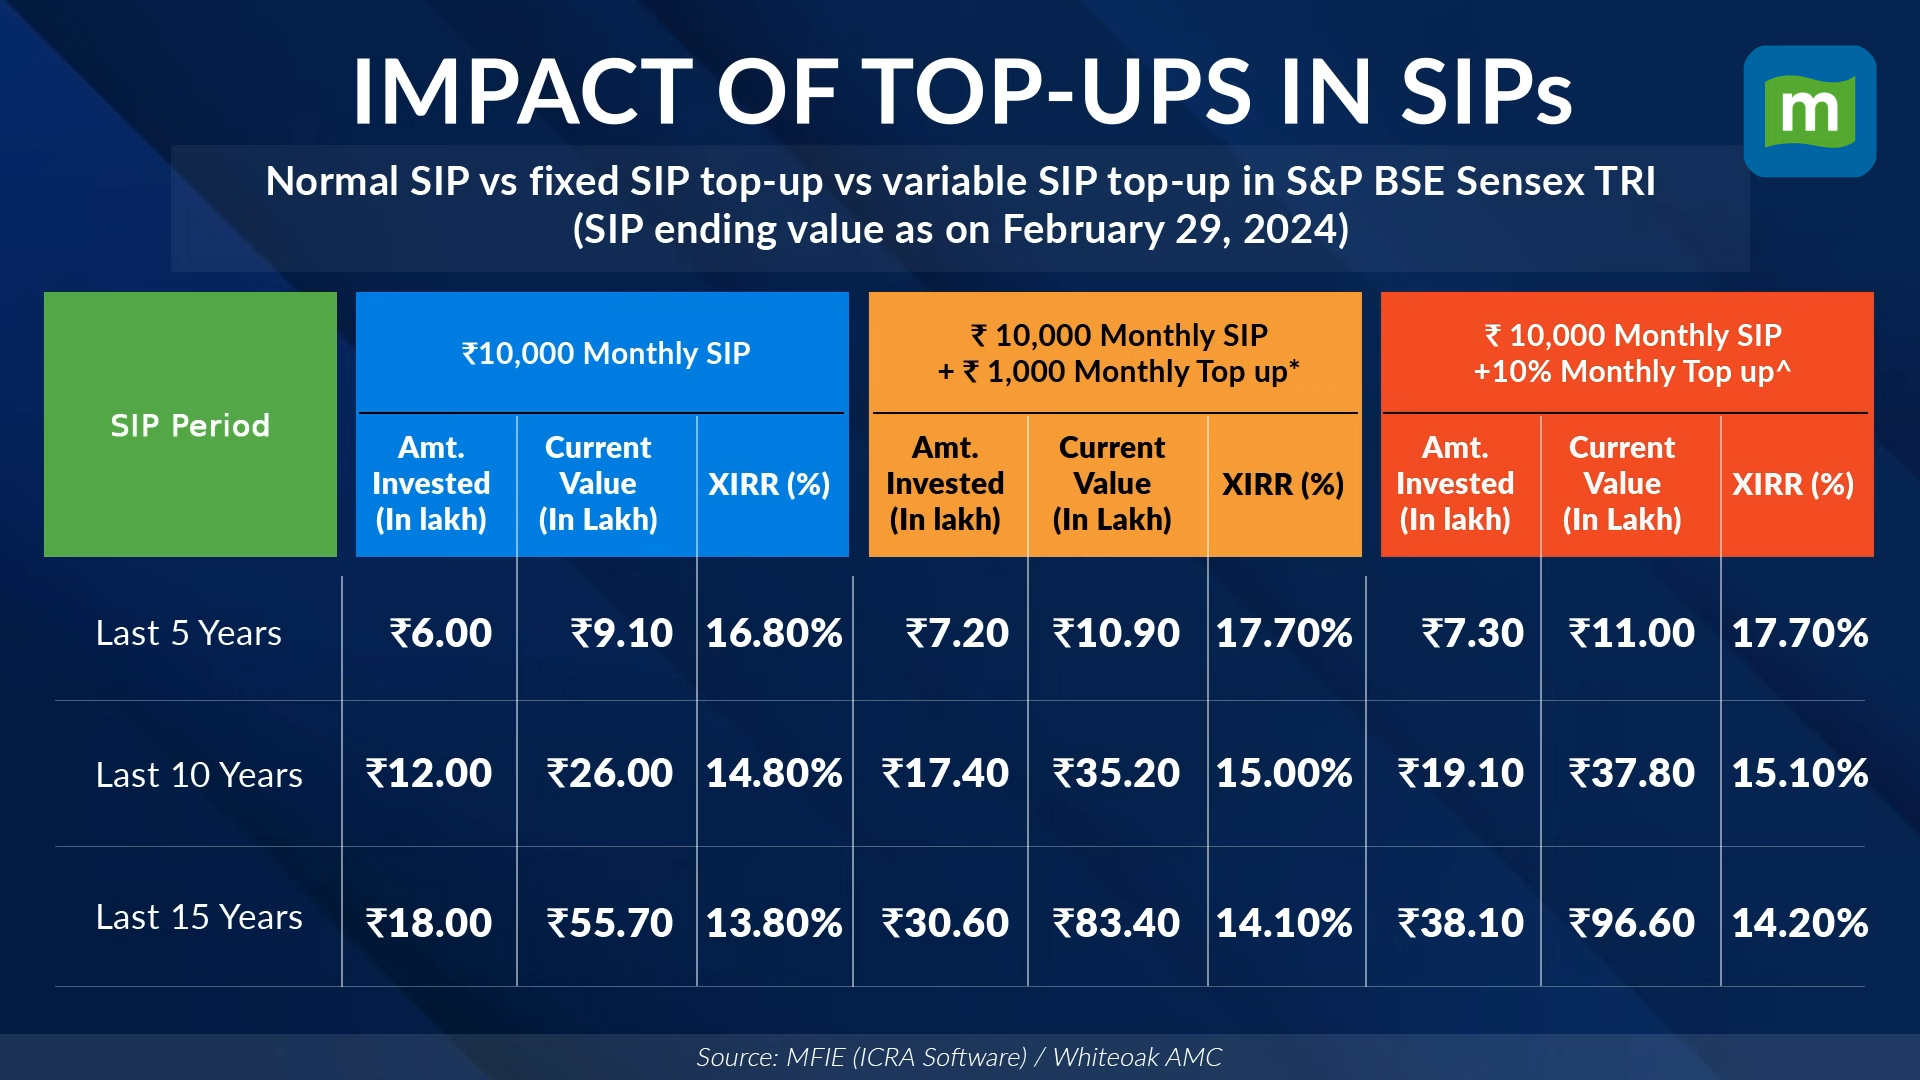 IMPACT OF TOP-UPS IN SIPs
m
Normal SIP vs fixed SIP top-up vs variable SIP top-up in S&P BSE Sensex TRI
(SIP ending value as on February 29, 2024)
SIP Period
₹10,000 Monthly SIP
Amt.
Invested
(In lakh)
Current
Value
(In Lakh)
XIRR (%)
₹ 10,000 Monthly SIP
+ ₹ 1,000 Monthly Top up*
Amt.
Invested
(In lakh)
Current
Value
(In Lakh)
XIRR (%)
₹ 10,000 Monthly SIP
+10% Monthly Top up^
Amt.
Invested
(In lakh)
Current
Value
(In Lakh)
XIRR (%)
Last 5 Years ₹6.00 ₹9.10 16.80% ₹7.20 ₹10.90 17.70% ₹7.30 ₹11.00 17.70%
Last 10 Years ₹12.00 ₹26.00 14.80% ₹17.40 ₹35.20 15.00% ₹19.10 ₹37.80 15.10%
Last 15 Years ₹18.00 ₹55.70 13.80% ₹30.60 ₹83.40 14.10% ₹38.10 ₹96.60 14.20%
Source: MFIE (ICRA Software) / Whiteoak AMC